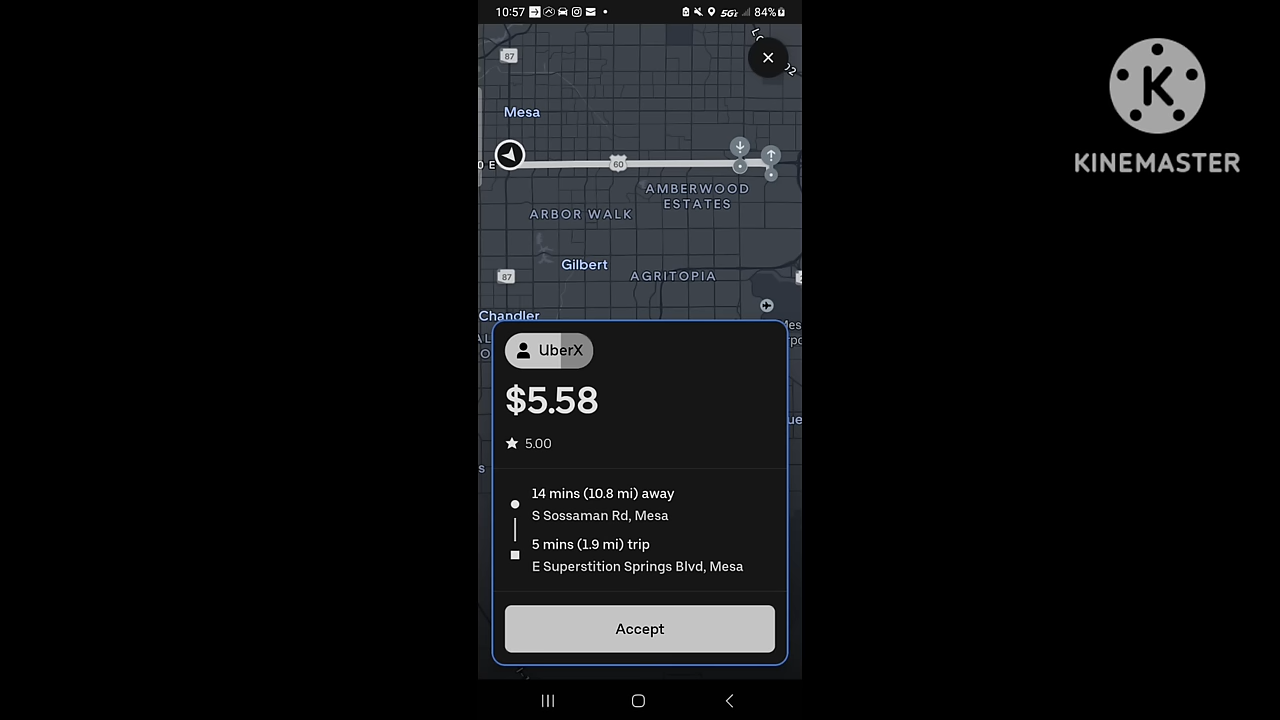 10:57
5G
84%
87
Mesa
60
AMBERWOOD
ESTATES
ARBOR WALK
Gilbert
AGRITOPIA
87
Chandler
UberX
$5.58
5.00
14 mins (10.8 mi) away
S Sossaman Rd, Mesa
5 mins (1.9 mi) trip
E Superstition Springs Blvd, Mesa
Accept
K
KINEMASTER